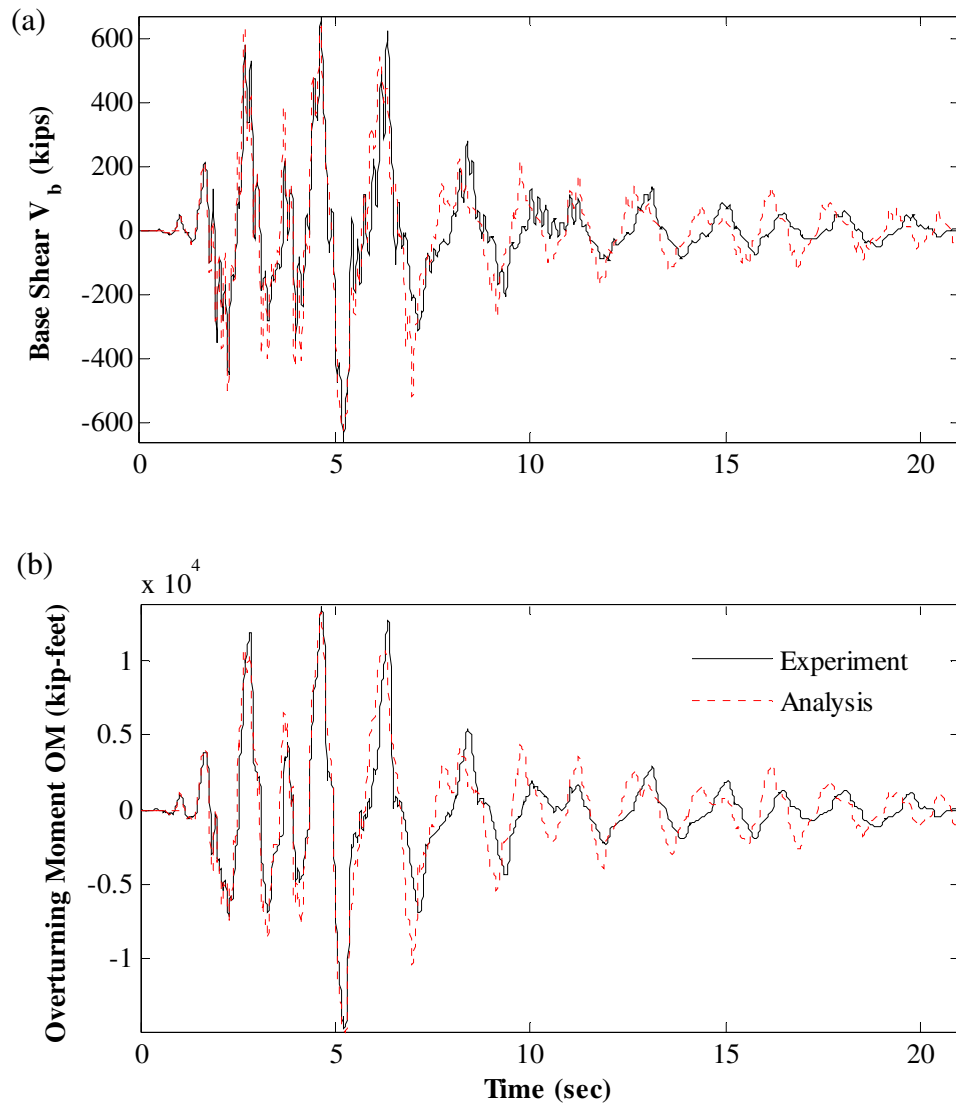 (a)
Base Shear V_b (kips)
600
400
200
0
-200
-400
-600
0 5 10 15 20
(b)
x 10^4
Overturning Moment OM (kip-feet)
1
0.5
0
-0.5
-1
Experiment
Analysis
0 5 10 15 20
Time (sec)